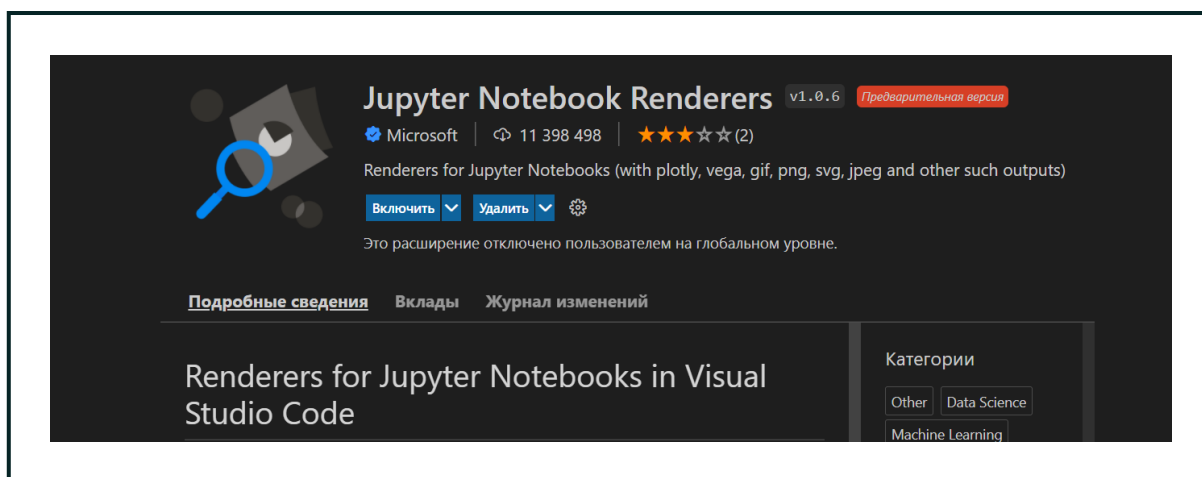 Jupyter Notebook Renderers v1.0.6 Предварительная версия
Microsoft 11 398 498 (2)
Renderers for Jupyter Notebooks (with plotly, vega, gif, png, svg, jpeg and other such outputs)
Включить Удалить
Это расширение отключено пользователем на глобальном уровне.
Подробные сведения Вклады Журнал изменений
Renderers for Jupyter Notebooks in Visual
Studio Code
Категории
Other Data Science
Machine Learning